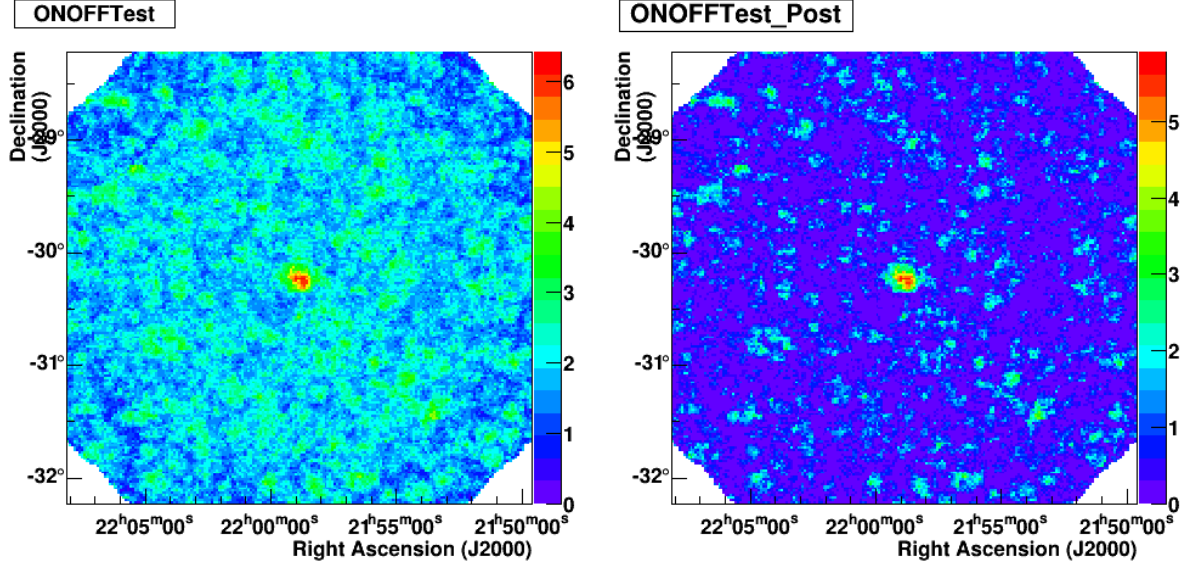 ONOFFTest
Declination
(J2000)
-29°
-30°
-31°
-32°
22h05m00s
22h00m00s
21h55m00s
21h50m00s
Right Ascension (J2000)
6
5
4
3
2
1
0
ONOFFTest_Post
Declination
(J2000)
-29°
-30°
-31°
-32°
22h05m00s
22h00m00s
21h55m00s
21h50m00s
Right Ascension (J2000)
5
4
3
2
1
0